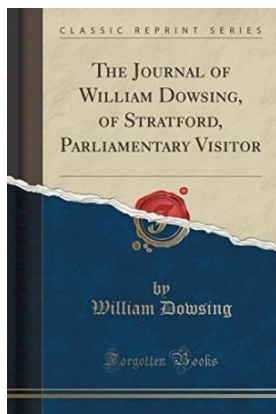 CLASSIC REPRINT SERIES
THE JOURNAL OF
WILLIAM DOWSING,
OF STRATFORD,
PARLIAMENTARY VISITOR
F
by
William Dowsing
Forgotten Books